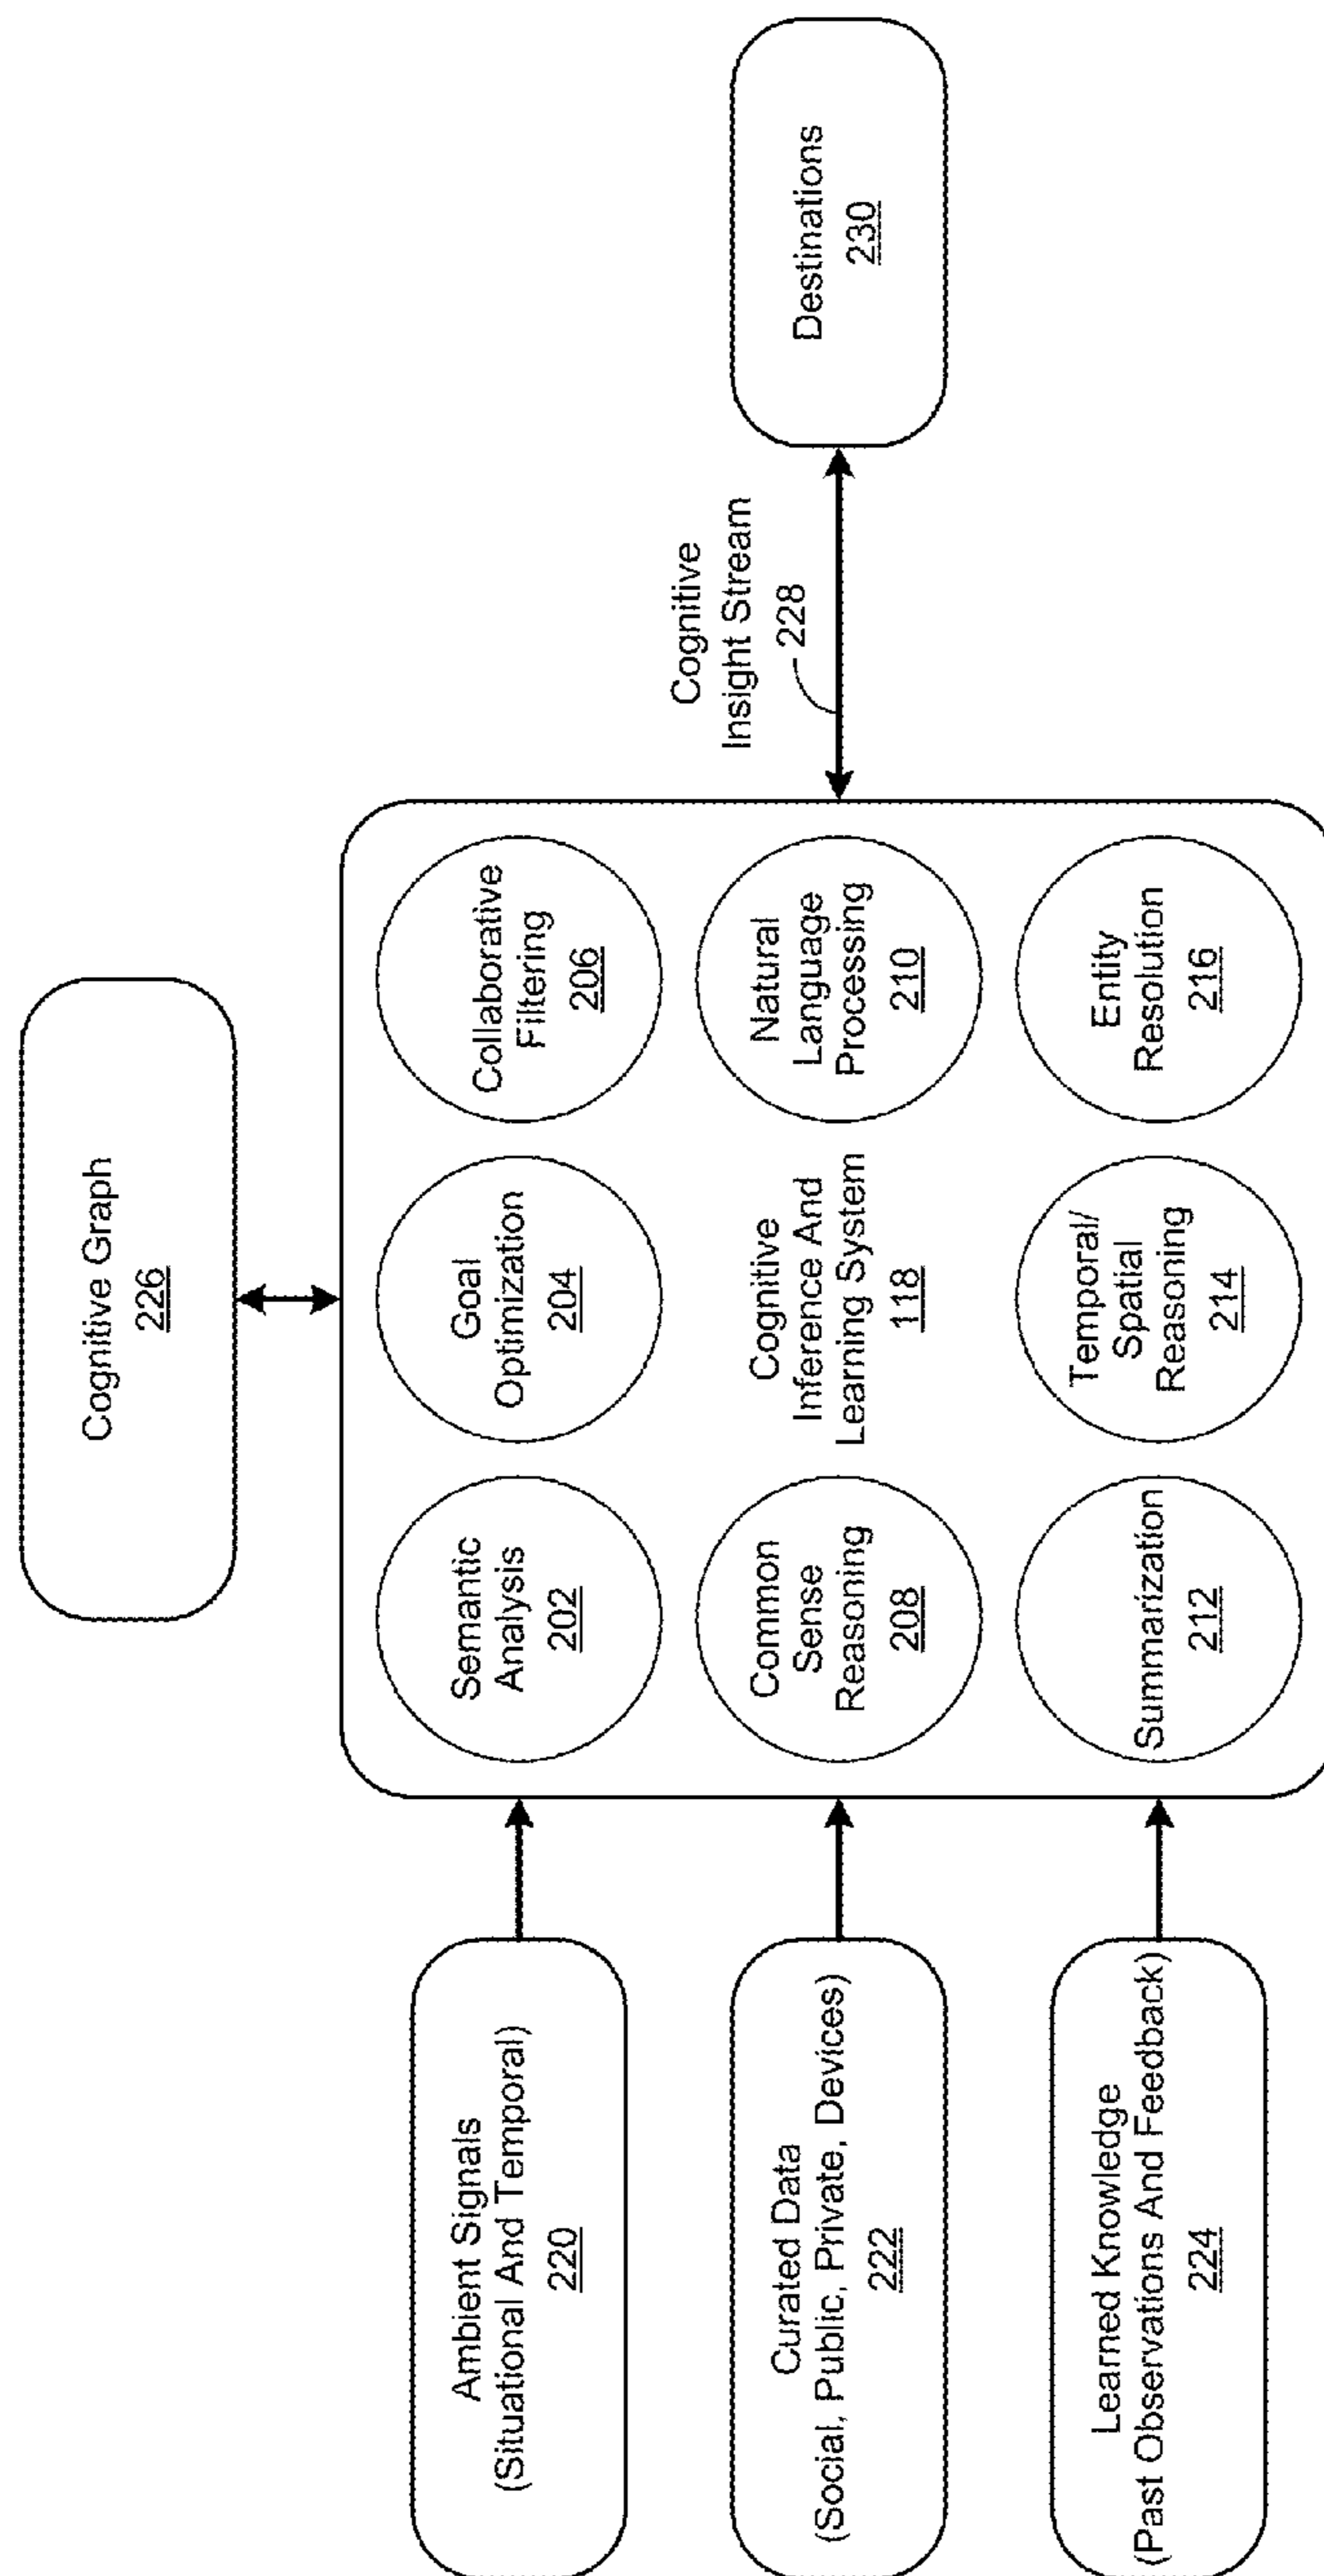 Cognitive Graph
226
Ambient Signals
(Situational And Temporal)
220
Curated Data
(Social, Public, Private, Devices)
222
Learned Knowledge
(Past Observations And Feedback)
224
Semantic
Analysis
202
Goal
Optimization
204
Collaborative
Filtering
206
Common
Sense
Reasoning
208
Cognitive
Inference And
Learning System
118
Natural
Language
Processing
210
Summarization
212
Temporal/
Spatial
Reasoning
214
Entity
Resolution
216
Cognitive
Insight Stream
228
Destinations
230